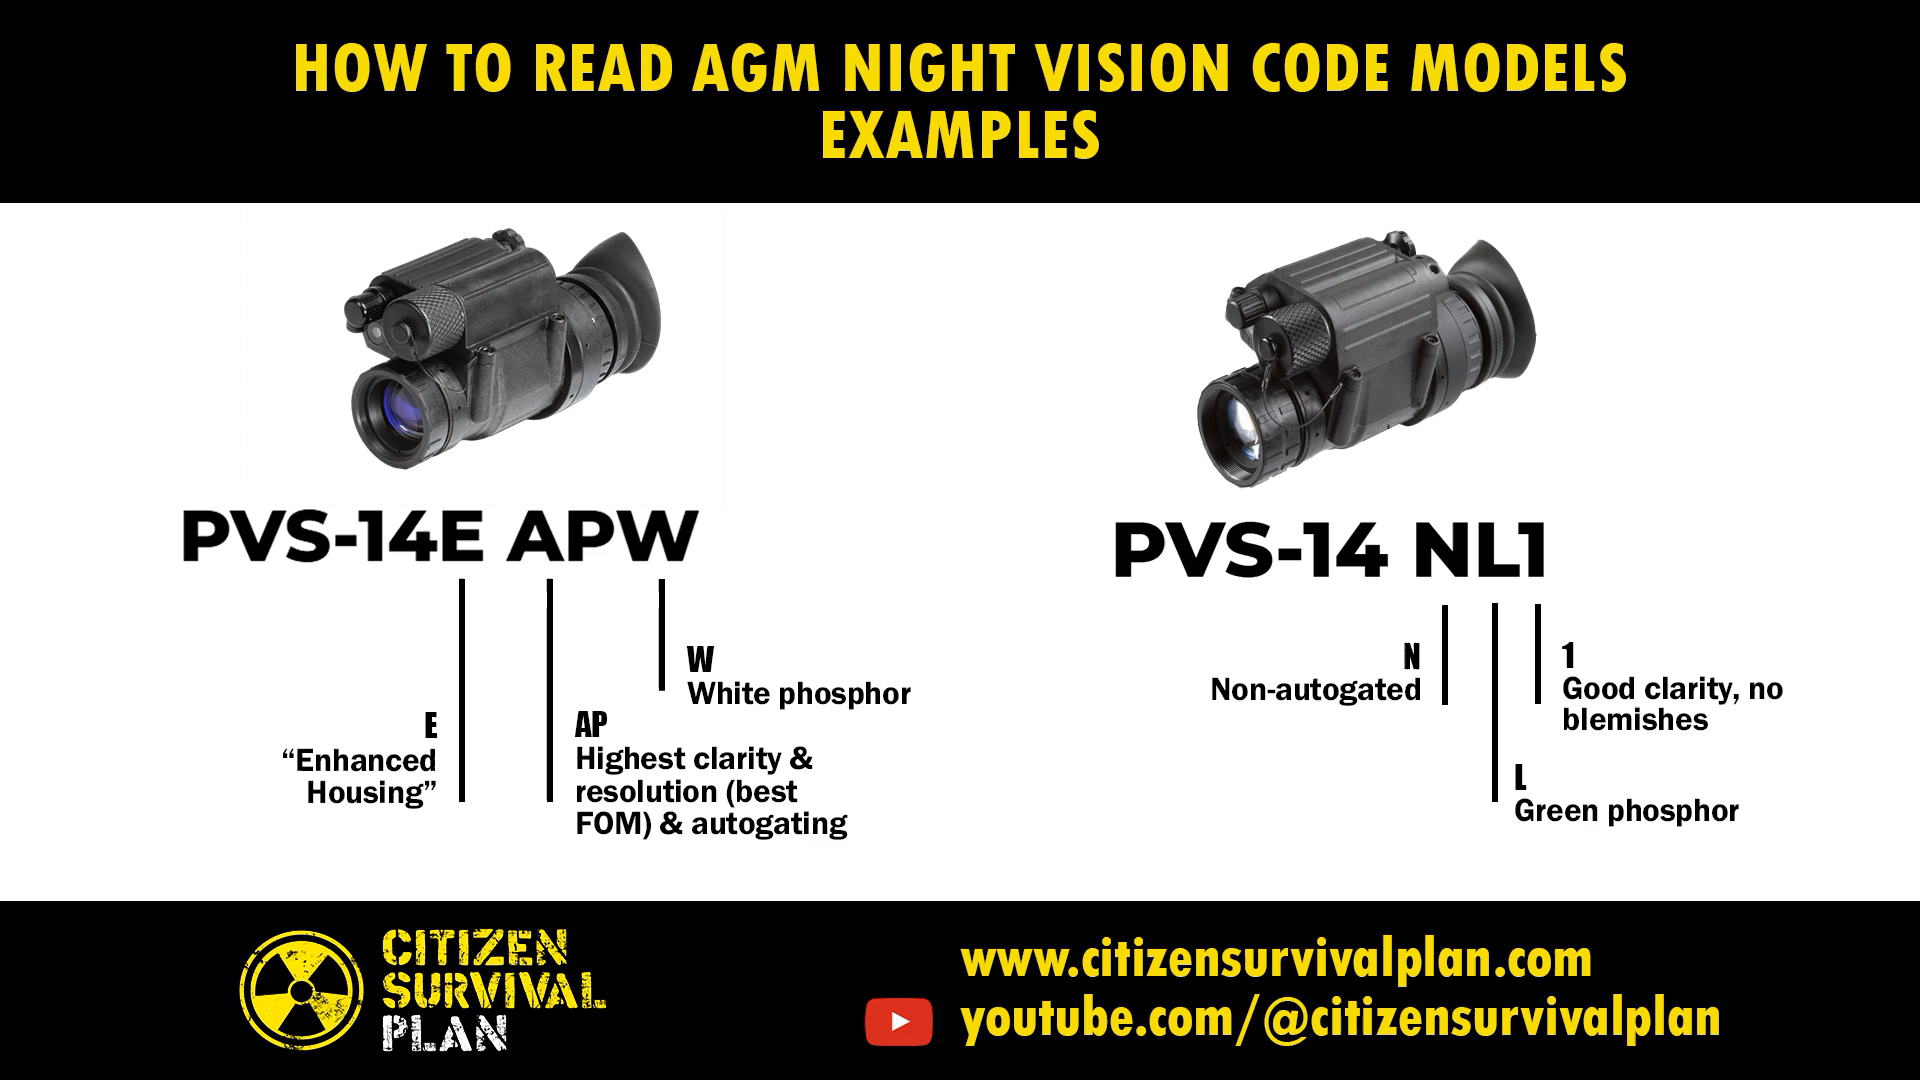 HOW TO READ AGM NIGHT VISION CODE MODELS
EXAMPLES
PVS-14E APW
W
White phosphor
E
“Enhanced
Housing”
AP
Highest clarity &
resolution (best
FOM) & autogating
PVS-14 NL1
N
Non-autogated
1
Good clarity, no
blemishes
L
Green phosphor
CITIZEN
SURVIVAL
PLAN
www.citizensurvivalplan.com
youtube.com/@citizensurvivalplan